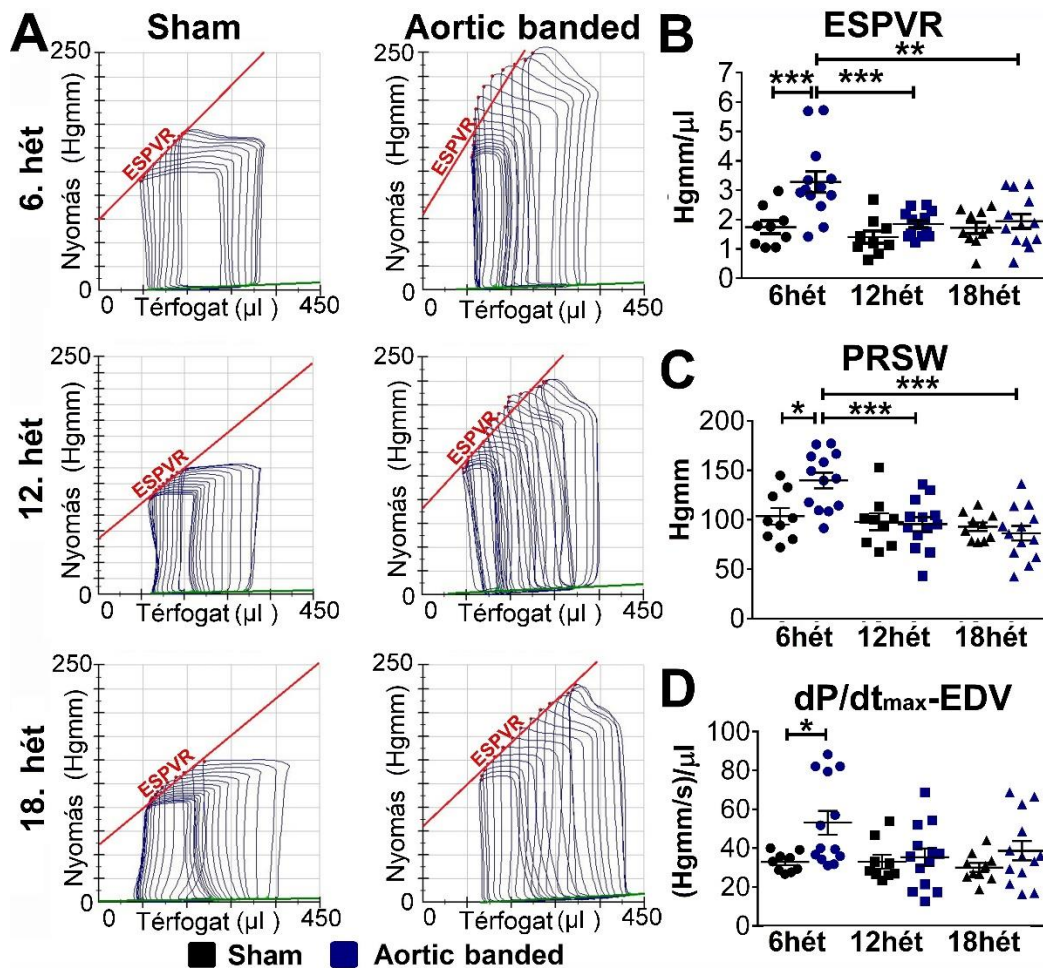 A
Sham
Aortic banded
6. hét
Nyomás (Hgmm)
250
0
ESPVR
0 Térfogat (µl) 450
250
0
ESPVR
0 Térfogat (µl) 450
12. hét
Nyomás (Hgmm)
250
0
ESPVR
0 Térfogat (µl) 450
Nyomás (Hgmm)
250
0
ESPVR
0 Térfogat (µl) 450
18. hét
Nyomás (Hgmm)
250
0
ESPVR
0 Térfogat (µl) 450
Nyomás (Hgmm)
250
0
ESPVR
0 Térfogat (µl) 450
Nyomás (Hgmm)
Sham Aortic banded
B
ESPVR
**
*** ***
Hgmm/µl
7
6
5
4
3
2
1
0
6hét 12hét 18hét
C
PRSW
***
* ***
Hgmm
200
150
100
50
0
6hét 12hét 18hét
D
dP/dtmax-EDV
*
(Hgmm/s)/µl
100
80
60
40
20
0
6hét 12hét 18hét